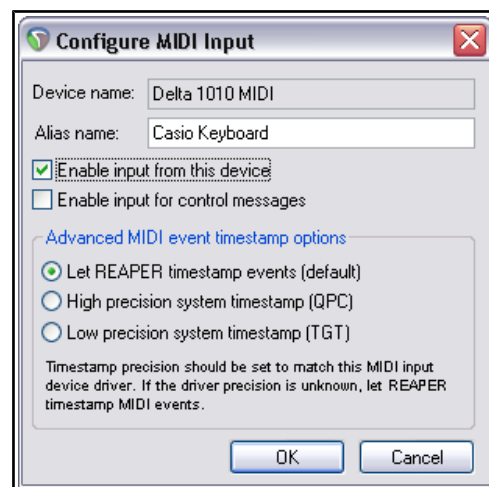 Configure MIDI Input
Device name: Delta 1010 MIDI
Alias name: Casio Keyboard
Enable input from this device
Enable input for control messages
Advanced MIDI event timestamp options
Let REAPER timestamp events (default)
High precision system timestamp (QPC)
Low precision system timestamp (TGT)
Timestamp precision should be set to match this MIDI input
device driver. If the driver precision is unknown, let REAPER
timestamp MIDI events.
OK Cancel